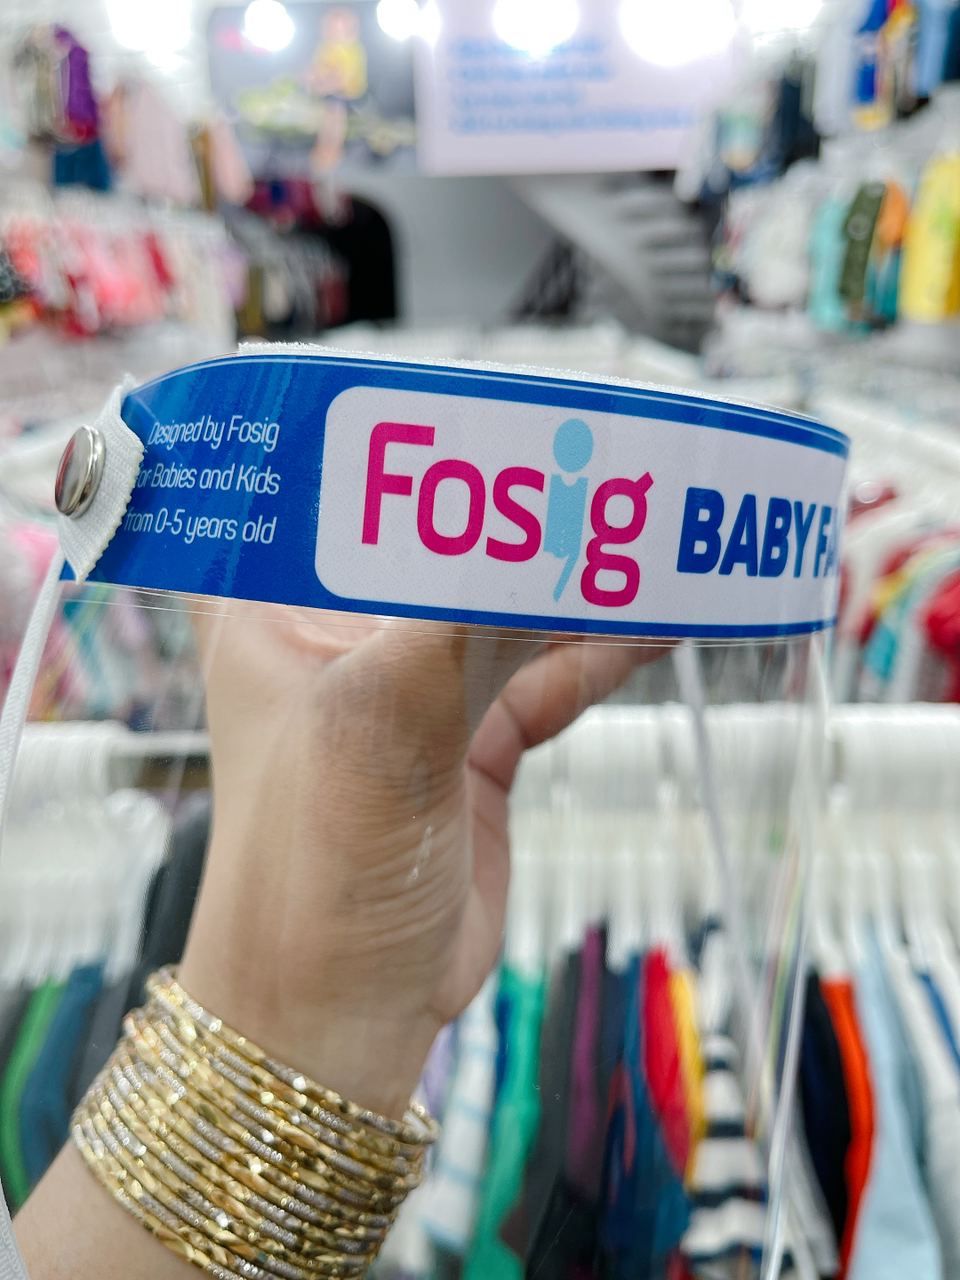 Designed by Fosig
for Babies and Kids
from 0-5 years old
Fosig
BABY FA